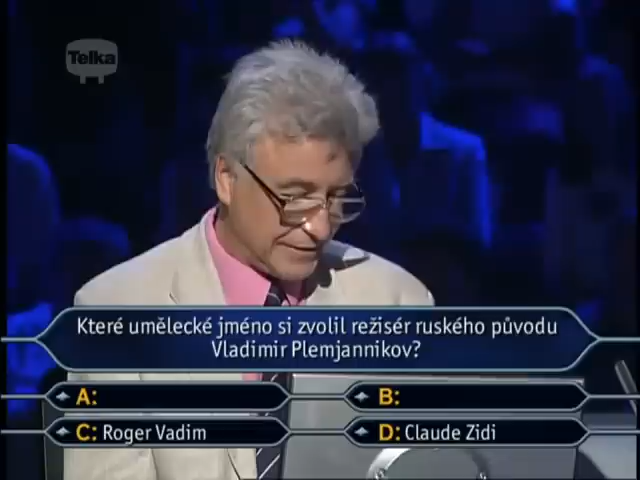 Telka
Které umělecké jméno si zvolil režisér ruského původu
Vladimir Plemjannikov?
A:
B:
C: Roger Vadim
D: Claude Zidi